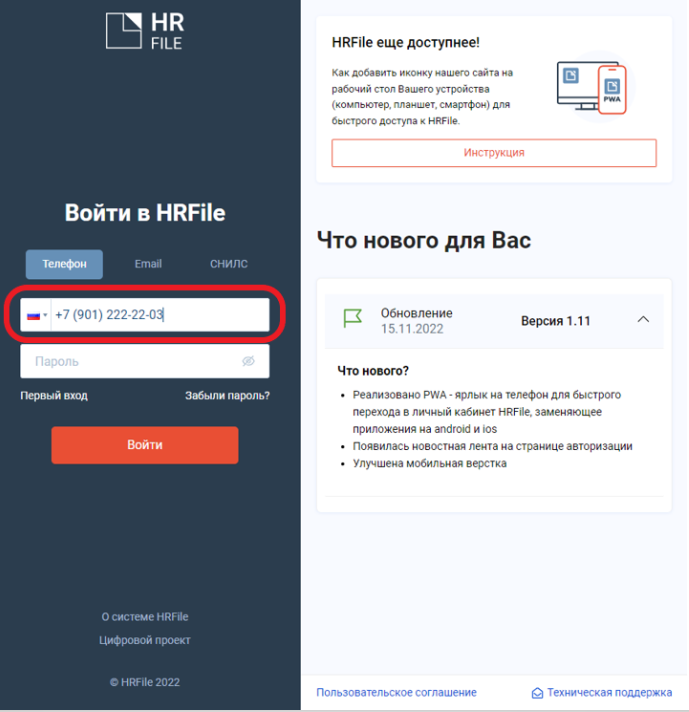 HR
FILE
Войти в HRFile
Телефон Email СНИЛС
+7 (901) 222-22-03
Пароль
Первый вход Забыли пароль?
Войти
О системе HRFile
Цифровой проект
© HRFile 2022
HRFile еще доступнее!
Как добавить иконку нашего сайта на
рабочий стол Вашего устройства
(компьютер, планшет, смартфон) для
быстрого доступа к HRFile.
PWA
Инструкция
Что нового для Вас
Обновление
15.11.2022
Версия 1.11
Что нового?
• Реализовано PWA - ярлык на телефон для быстрого
перехода в личный кабинет HRFile, заменяющее
приложения на android и ios
• Появилась новостная лента на странице авторизации
• Улучшена мобильная верстка
Пользовательское соглашение Техническая поддержка